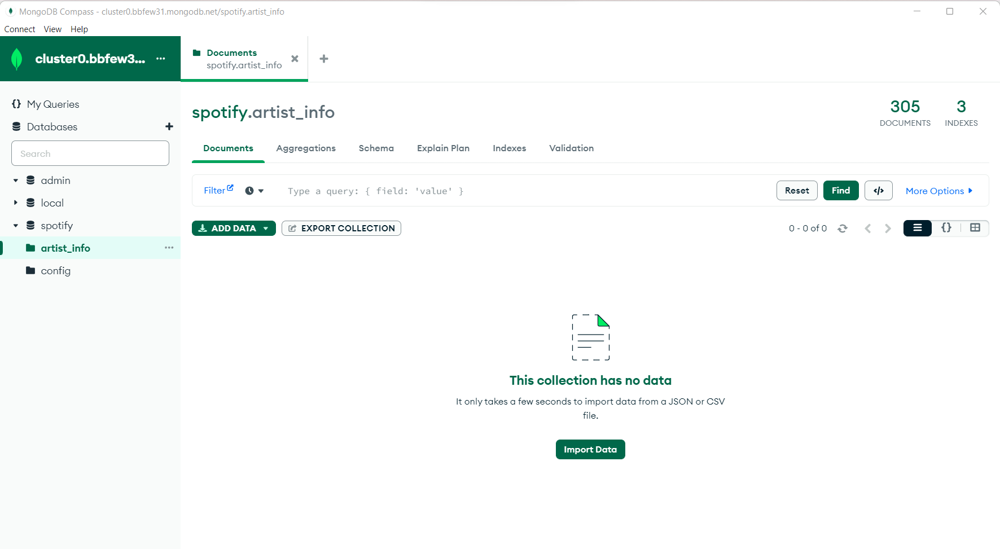 MongoDB Compass - cluster0.bbfew31.mongodb.net/spotify.artist_info
Connect View Help
cluster0.bbfew3...
Documents
spotify.artist_info
My Queries
Databases
Search
admin
local
spotify
artist_info
config
spotify.artist_info
305
DOCUMENTS
3
INDEXES
Documents Aggregations Schema Explain Plan Indexes Validation
Filter Type a query: { field: 'value' } Reset Find </> More Options
ADD DATA EXPORT COLLECTION 0 - 0 of 0 {}
This collection has no data
It only takes a few seconds to import data from a JSON or CSV
file.
Import Data